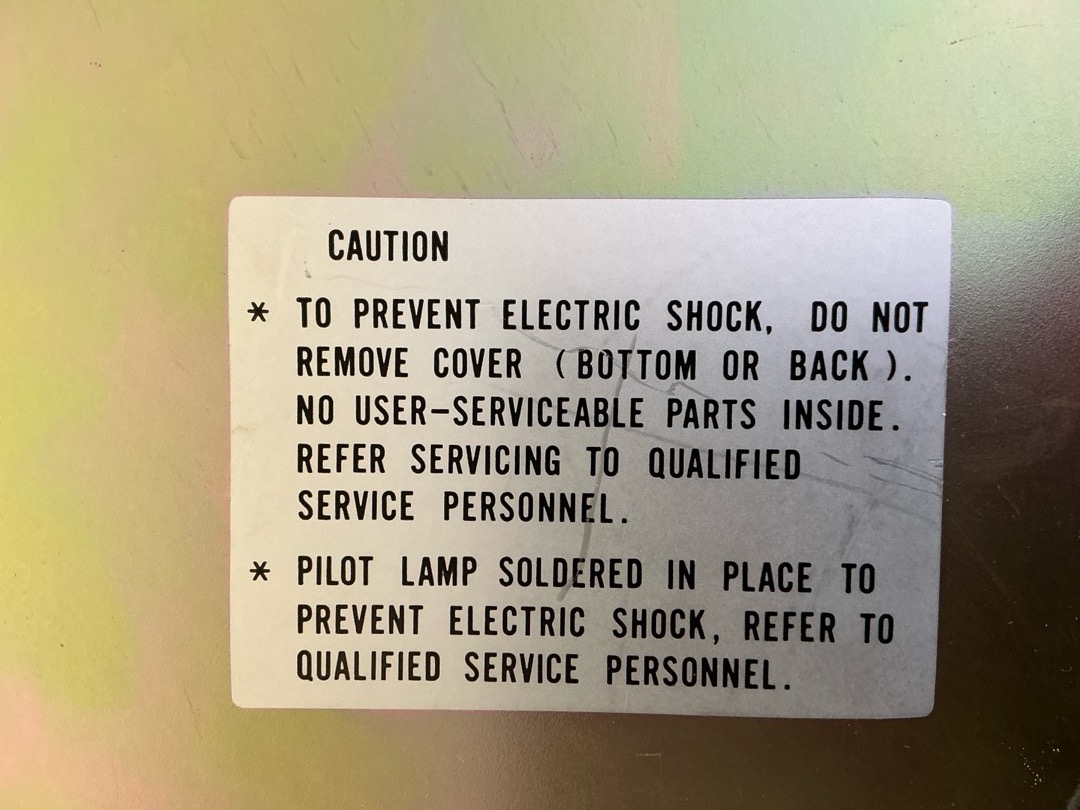 CAUTION
* TO PREVENT ELECTRIC SHOCK, DO NOT
REMOVE COVER (BOTTOM OR BACK).
NO USER-SERVICEABLE PARTS INSIDE.
REFER SERVICING TO QUALIFIED
SERVICE PERSONNEL.
* PILOT LAMP SOLDERED IN PLACE TO
PREVENT ELECTRIC SHOCK, REFER TO
QUALIFIED SERVICE PERSONNEL.